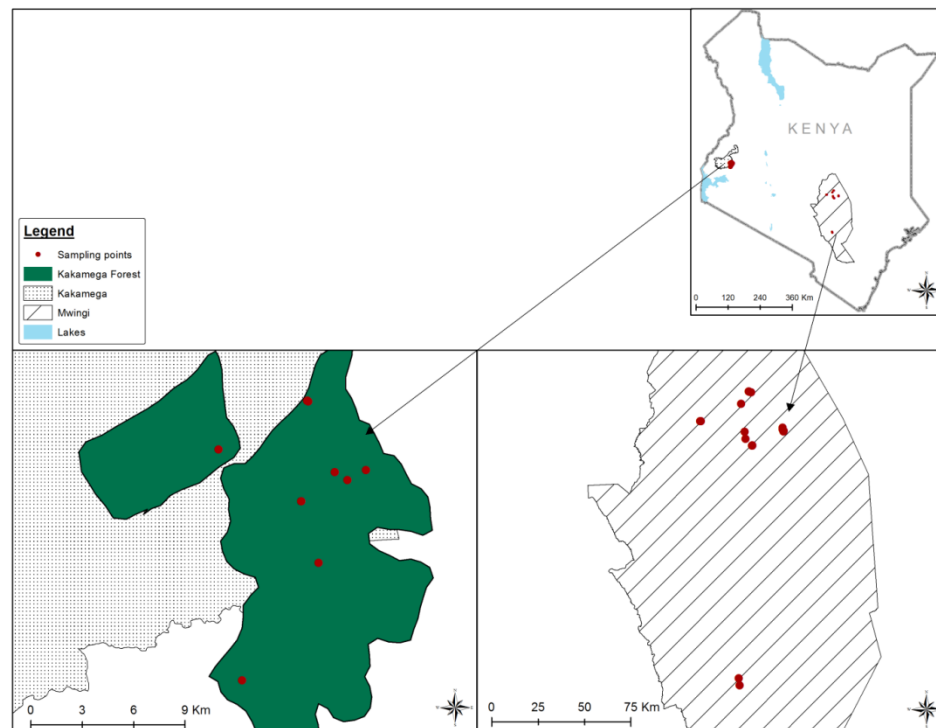 KENYA
0 120 240 360 Km
Legend
Sampling points
Kakamega Forest
Kakamega
Mwingi
Lakes
0 3 6 9 Km
0 25 50 75 Km